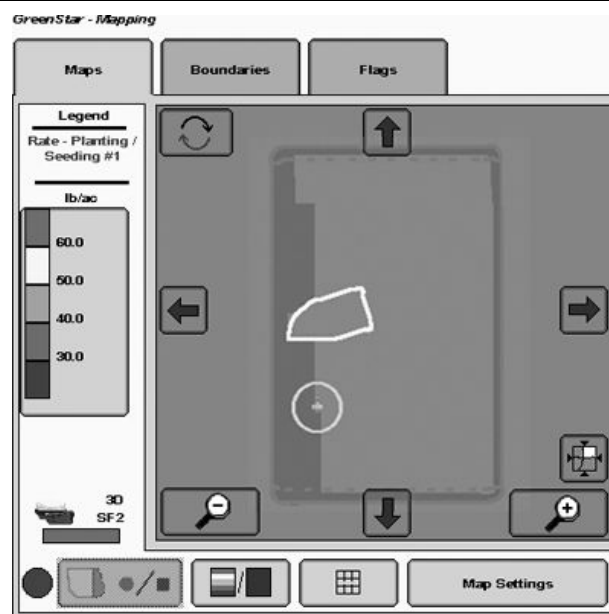 GreenStar - Mapping
Maps
Boundaries
Flags
Legend
Rate - Planting /
Seeding #1
lb/ac
60.0
50.0
40.0
30.0
3D
SF2
Map Settings